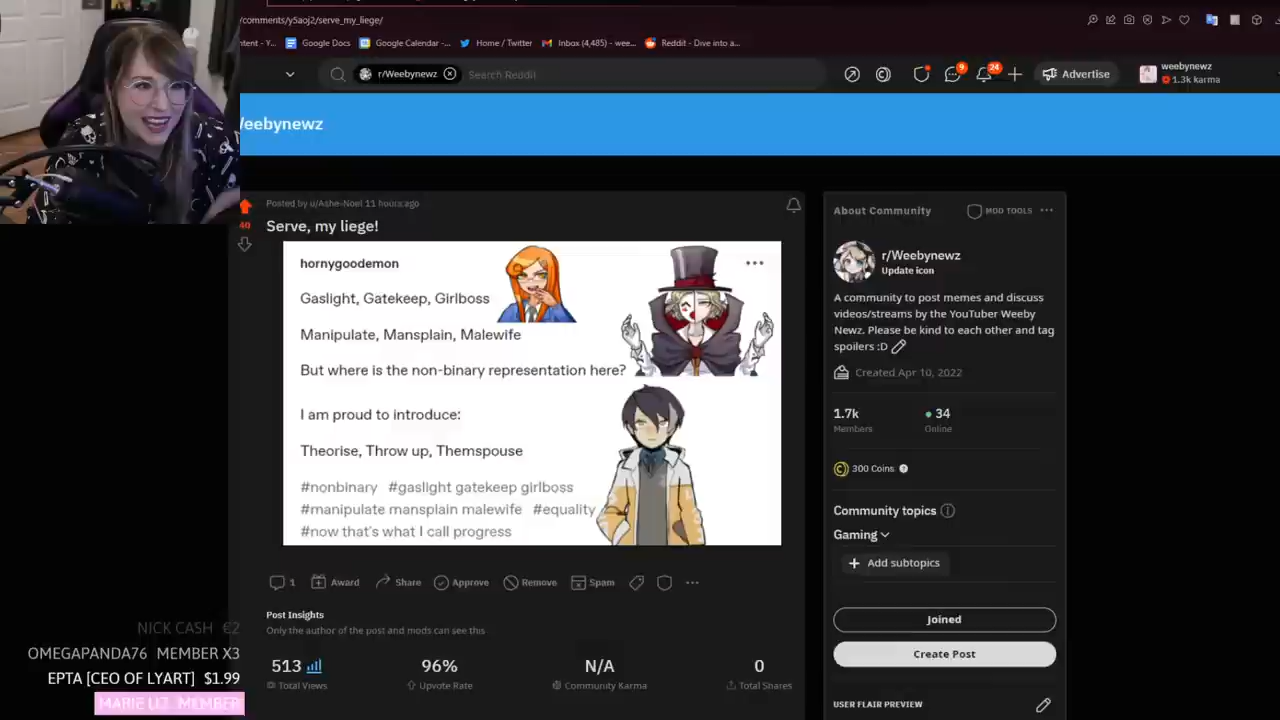 /comments/y5aoj2/serve_my_liege/
Google Docs
Google Calendar -...
Home / Twitter
Inbox (4,485) - wee...
Reddit - Dive into a...
r/Weebynewz
Search Reddit
9
24
Advertise
weebynewz
1.3k karma
Weebynewz
Posted by u/Ashe-Noel 11 hours ago
40
Serve, my liege!
hornygoodemon
Gaslight, Gatekeep, Girlboss
Manipulate, Mansplain, Malewife
But where is the non-binary representation here?
I am proud to introduce:
Theorise, Throw up, Themspouse
#nonbinary #gaslight gatekeep girlboss
#manipulate mansplain malewife #equality
#now that's what I call progress
1
Award
Share
Approve
Remove
Spam
Post Insights
Only the author of the post and mods can see this
513
96%
N/A
0
Total Views
Upvote Rate
Community Karma
Total Shares
About Community
MOD TOOLS
r/Weebynewz
Update icon
A community to post memes and discuss
videos/streams by the YouTuber Weeby
Newz. Please be kind to each other and tag
spoilers :D
Created Apr 10, 2022
1.7k
34
Members
Online
300 Coins
Community topics
Gaming
Add subtopics
Joined
Create Post
USER FLAIR PREVIEW
NICK CASH €2
OMEGAPANDA76 MEMBER X3
EPTA [CEO OF LYART] $1.99
MARIE LIZ MEMBER